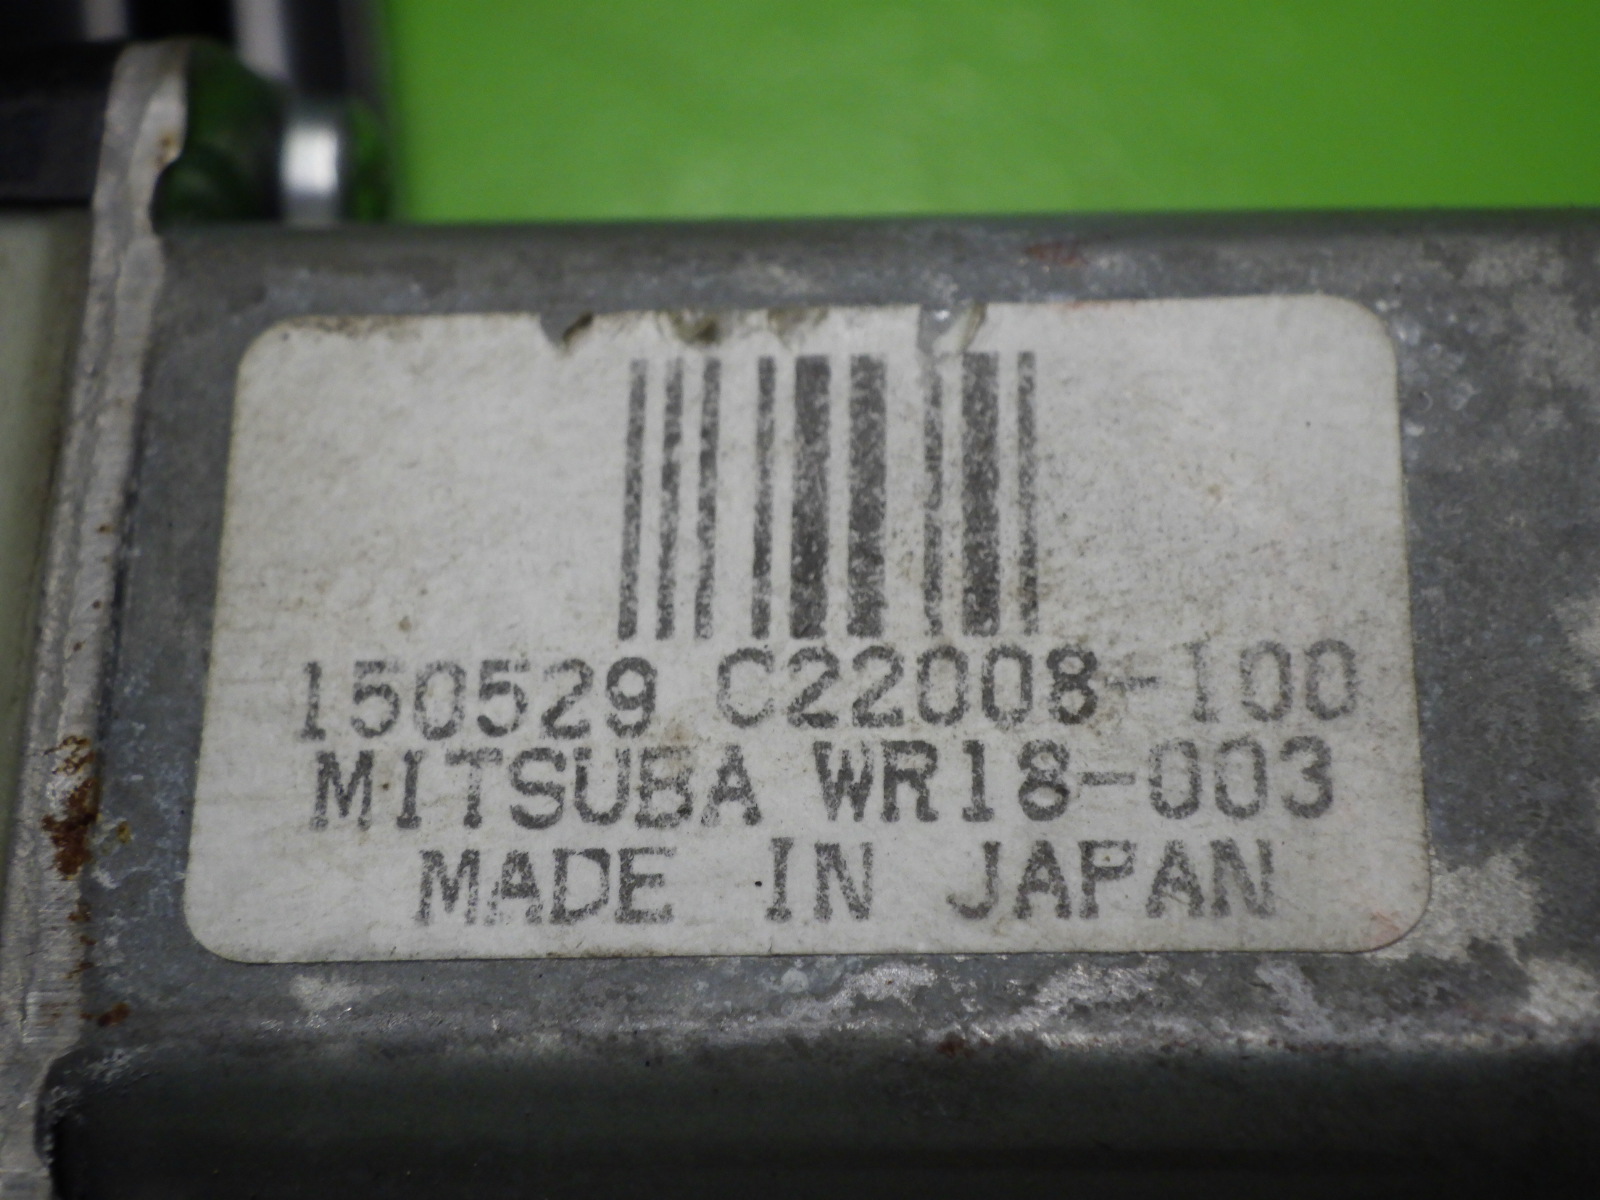 150529 C22008-100
MITSUBA WR18-003
MADE IN JAPAN